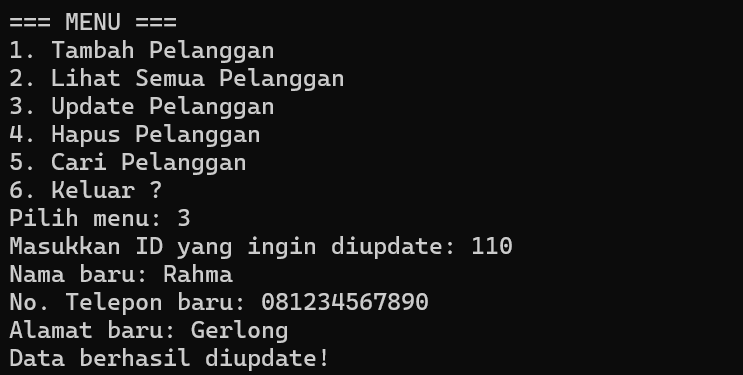 === MENU ===
1. Tambah Pelanggan
2. Lihat Semua Pelanggan
3. Update Pelanggan
4. Hapus Pelanggan
5. Cari Pelanggan
6. Keluar ?
Pilih menu: 3
Masukkan ID yang ingin diupdate: 110
Nama baru: Rahma
No. Telepon baru: 081234567890
Alamat baru: Gerlong
Data berhasil diupdate!